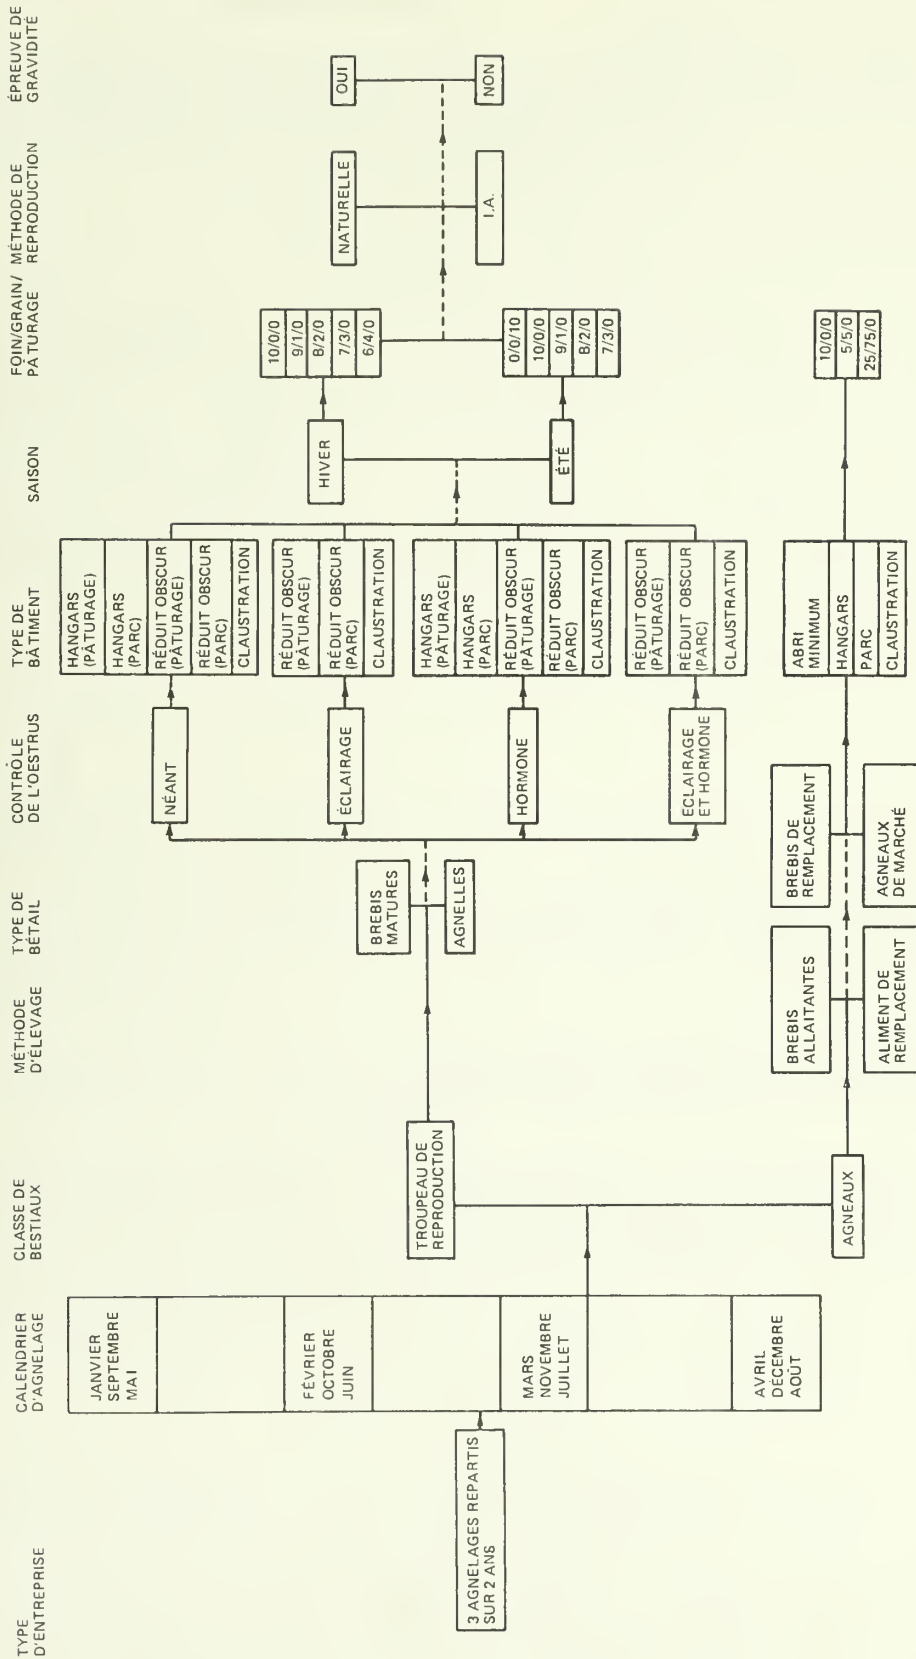 TYPE
D'ENTREPRISE
CALENDRIER
D'AGNELAGE
CLASSE DE
BESTIAUX
MÉTHODE
D'ÉLEVAGE
TYPE DE
BÉTAIL
CONTRÔLE
DE L'OESTRUS
TYPE DE
BÂTIMENT
SAISON
FOIN/GRAIN/
PÂTURAGE
MÉTHODE DE
REPRODUCTION
ÉPREUVE DE
GRAVIDITÉ
3 AGNELAGES REPARTIS
SUR 2 ANS
JANVIER
SEPTEMBRE
MAI
FÉVRIER
OCTOBRE
JUIN
MARS
NOVEMBRE
JUILLET
AVRIL
DÉCEMBRE
AOÛT
TROUPEAU DE
REPRODUCTION
AGNEAUX
BREBIS
MATURES
AGNELLES
NÉANT
ÉCLAIRAGE
HORMONE
ECLAIRAGE
ET HORMONE
HANGARS
(PÂTURAGE)
HANGARS
(PARC)
RÉDUIT OBSCUR
(PÂTURAGE)
RÉDUIT OBSCUR
(PARC)
CLAUSTRATION
RÉDUIT OBSCUR
(PÂTURAGE)
RÉDUIT OBSCUR
(PARC)
CLAUSTRATION
HANGARS
(PÂTURAGE)
HANGARS
(PARC)
RÉDUIT OBSCUR
(PÂTURAGE)
RÉDUIT OBSCUR
(PARC)
CLAUSTRATION
RÉDUIT OBSCUR
(PÂTURAGE)
RÉDUIT OBSCUR
(PARC)
CLAUSTRATION
HIVER
ÉTÉ
10/0/0
9/1/0
8/2/0
7/3/0
6/4/0
0/0/10
10/0/0
9/1/0
8/2/0
7/3/0
NATURELLE
I.A.
OUI
NON
BREBIS
ALLAITANTES
ALIMENT DE
REMPLACEMENT
BREBIS DE
REMPLACEMENT
AGNEAUX
DE MARCHÉ
ABRI
MINIMUM
HANGARS
PARC
CLAUSTRATION
10/0/0
5/5/0
25/75/0